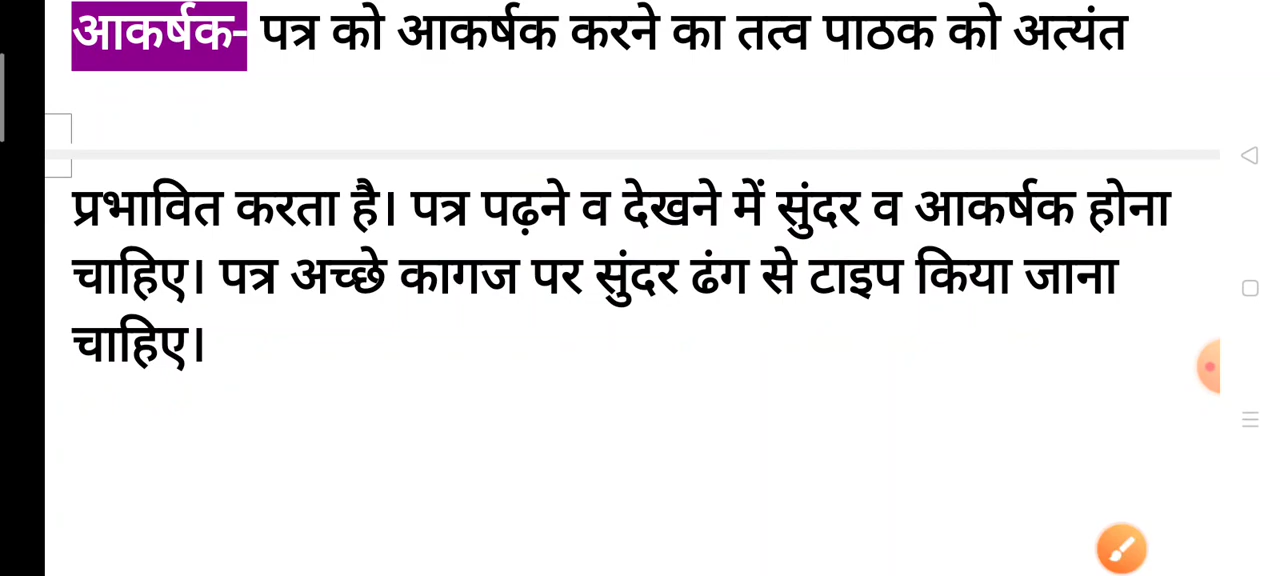 आकर्षक- पत्र को आकर्षक करने का तत्व पाठक को अत्यंत
प्रभावित करता है। पत्र पढ़ने व देखने में सुंदर व आकर्षक होना
चाहिए। पत्र अच्छे कागज पर सुंदर ढंग से टाइप किया जाना
चाहिए।